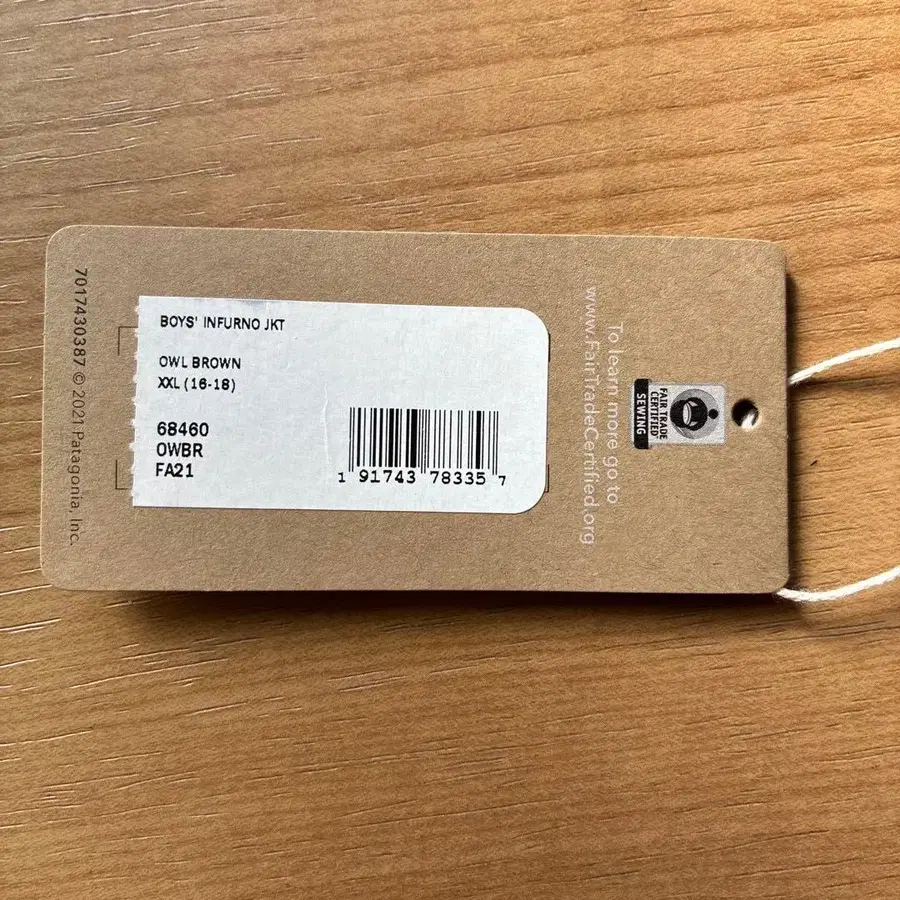 BOYS' INFURNO JKT
OWL BROWN
XXL (16-18)
68460
OWBR
FA21
1 91743 78335 7
7017430387 © 2021 Patagonia, Inc.
To learn more go to
www.FairTradeCertified.org
FAIR TRADE
CERTIFIED
SEWING